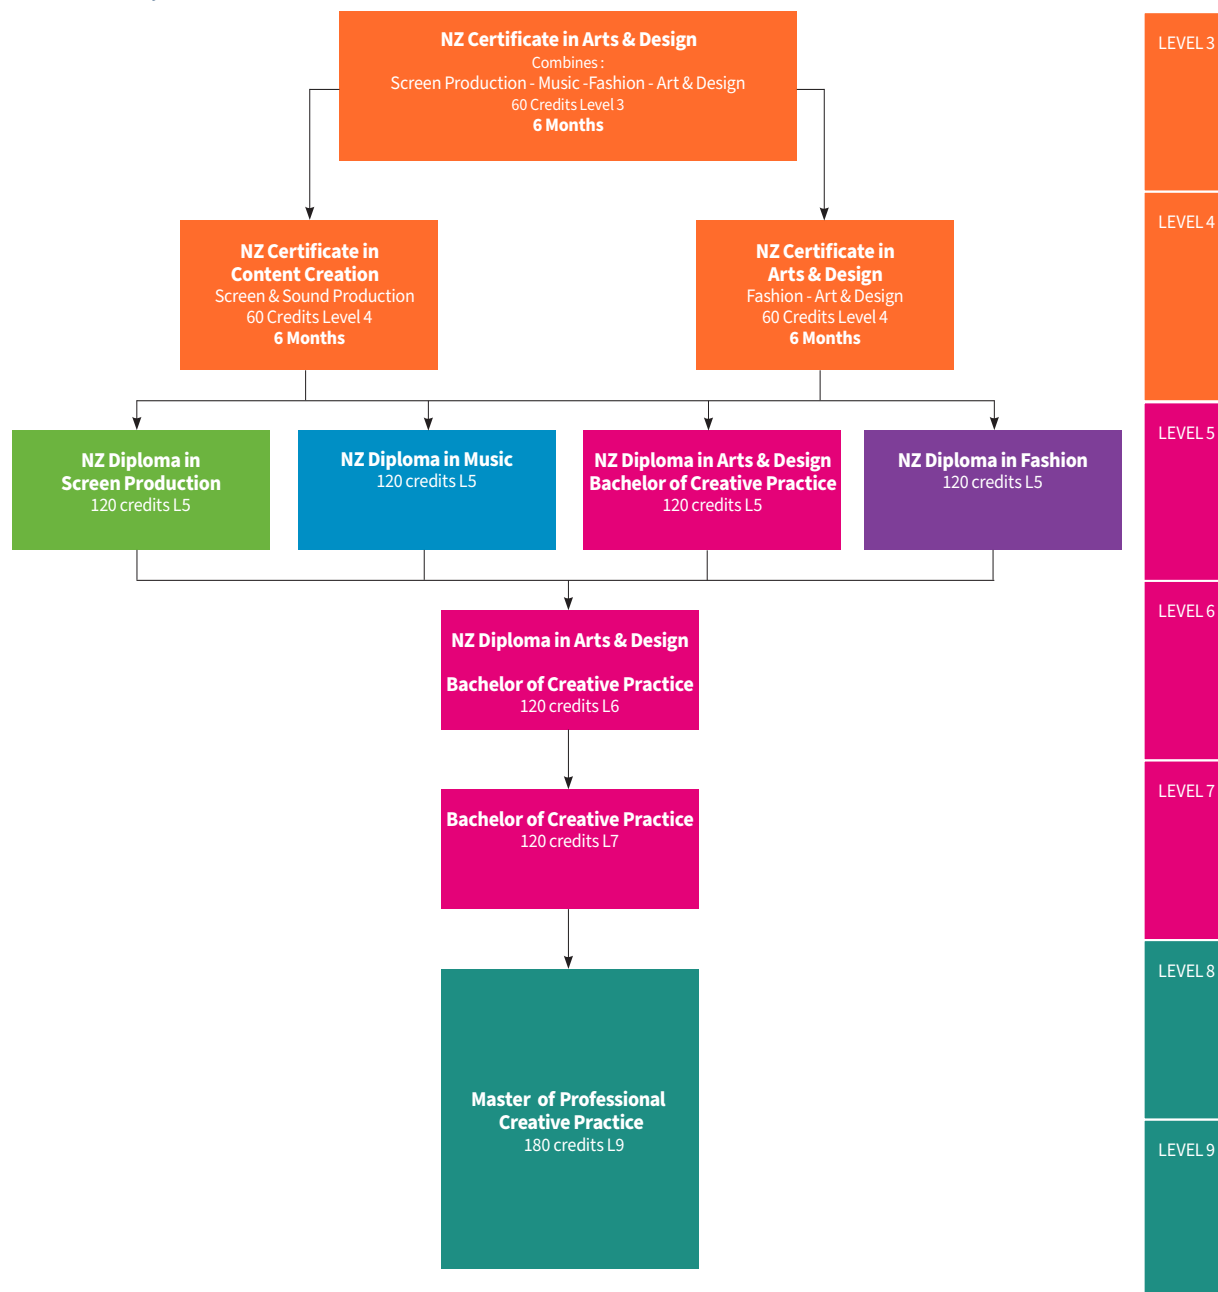 NZ Certificate in Arts & Design
Combines :
Screen Production - Music -Fashion - Art & Design
60 Credits Level 3
6 Months
LEVEL 3
NZ Certificate in
Content Creation
Screen & Sound Production
60 Credits Level 4
6 Months
NZ Certificate in
Arts & Design
Fashion - Art & Design
60 Credits Level 4
6 Months
LEVEL 4
NZ Diploma in
Screen Production
120 credits L5
NZ Diploma in Music
120 credits L5
NZ Diploma in Arts & Design
Bachelor of Creative Practice
120 credits L5
NZ Diploma in Fashion
120 credits L5
LEVEL 5
NZ Diploma in Arts & Design
Bachelor of Creative Practice
120 credits L6
LEVEL 6
Bachelor of Creative Practice
120 credits L7
LEVEL 7
LEVEL 8
Master of Professional
Creative Practice
180 credits L9
LEVEL 9